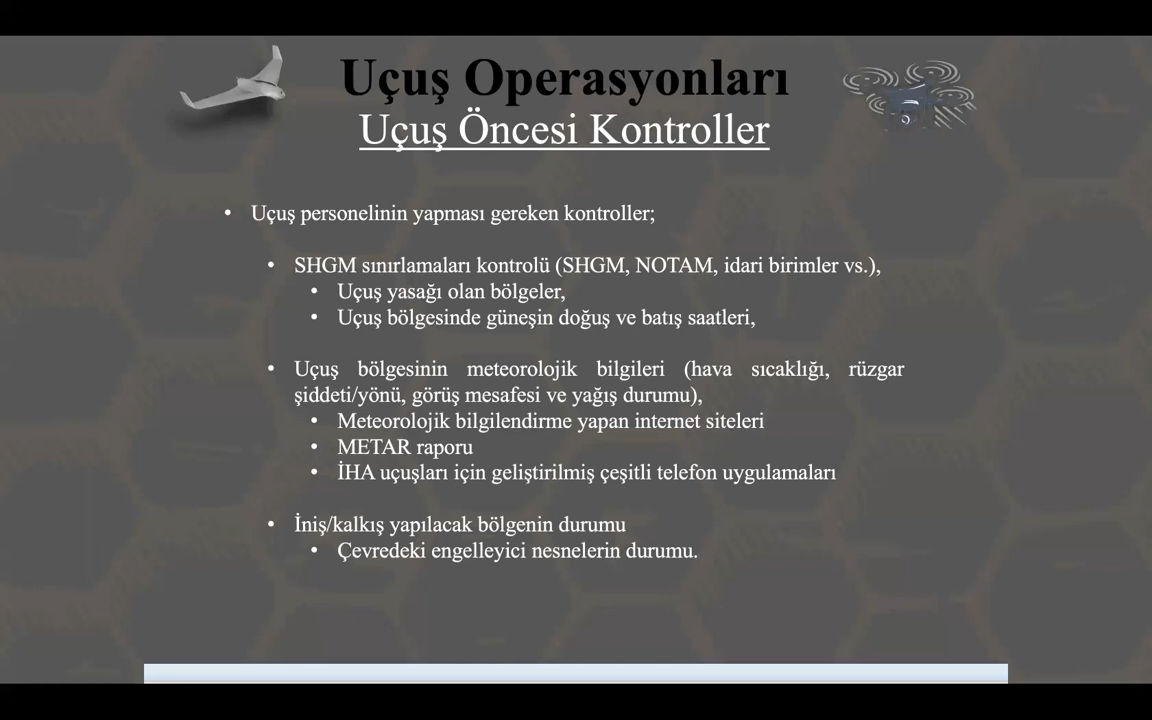 Uçuş Operasyonları
Uçuş Öncesi Kontroller
• Uçuş personelinin yapması gereken kontroller;
• SHGM sınırlamaları kontrolü (SHGM, NOTAM, idari birimler vs.),
• Uçuş yasağı olan bölgeler,
• Uçuş bölgesinde güneşin doğuş ve batış saatleri,
• Uçuş bölgesinin meteorolojik bilgileri (hava sıcaklığı, rüzgar
şiddeti/yönü, görüş mesafesi ve yağış durumu),
• Meteorolojik bilgilendirme yapan internet siteleri
• METAR raporu
• İHA uçuşları için geliştirilmiş çeşitli telefon uygulamaları
• İniş/kalkış yapılacak bölgenin durumu
• Çevredeki engelleyici nesnelerin durumu.